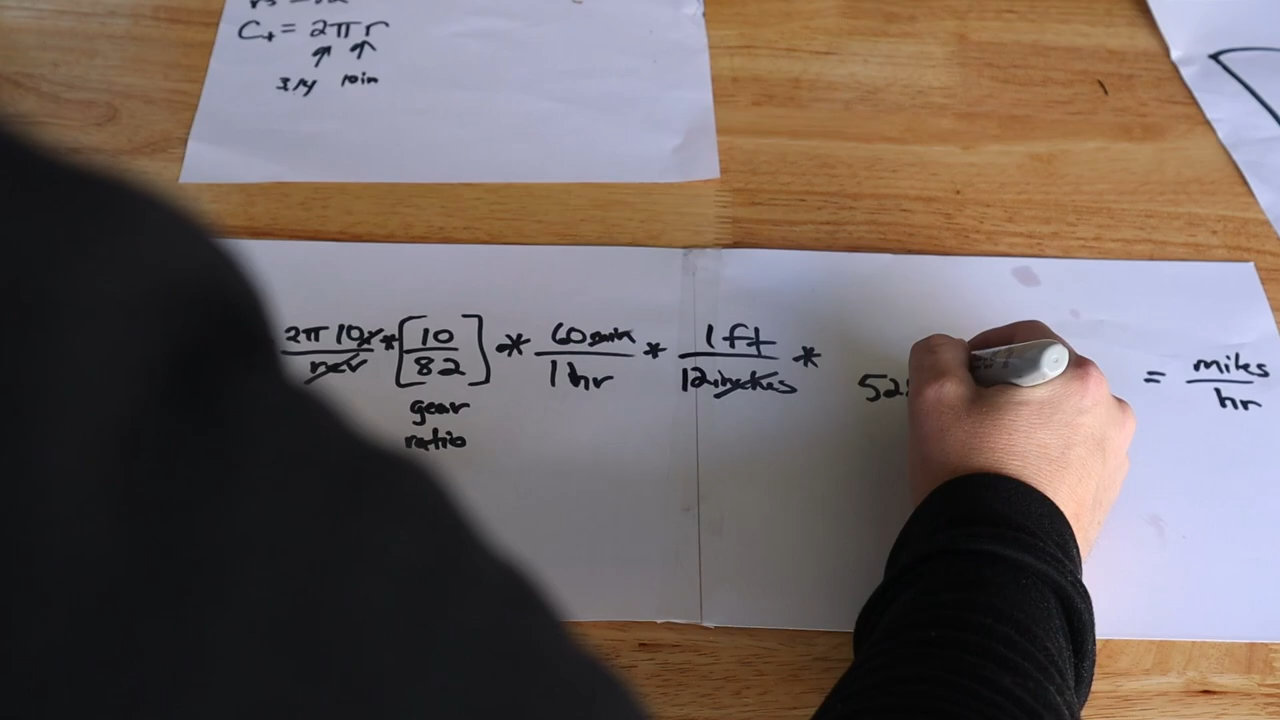 C₊ = 2πr
3.14 10in
2π 10" / rev * [10 / 82] * 60 min / 1 hr * 1 ft / 12 inches * 52 = miles / hr
gear
ratio